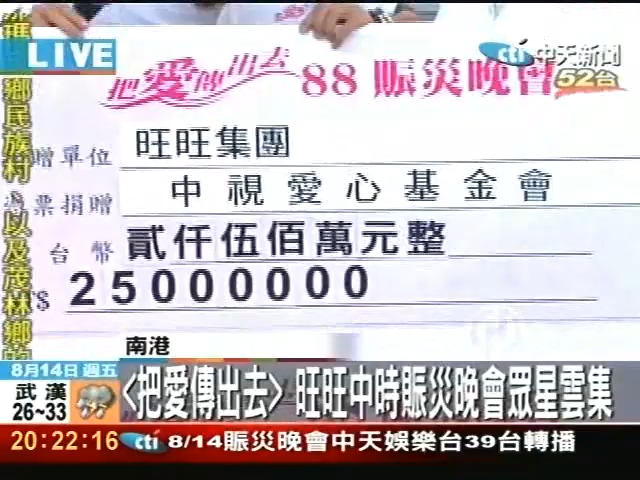 LIVE
cti 中天新聞
52台
把愛傳出去 88 賑災晚會
贈單位 旺旺集團
票捐贈 中視愛心基金會
台幣 貳仟伍佰萬元整
$ 25000000
鄉民族村、以及茂林鄉的
南港
8月14日 週五
武漢
26~33
<把愛傳出去> 旺旺中時賑災晚會眾星雲集
20:22:16 cti 8/14賑災晚會中天娛樂台39台轉播